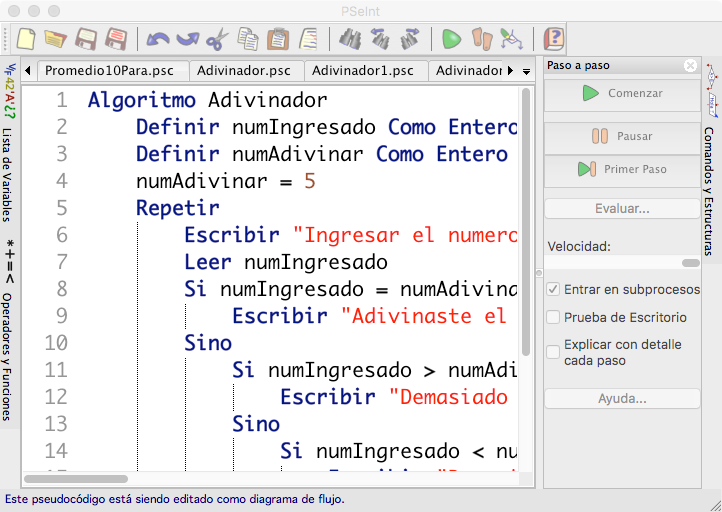 PSeInt
Promedio10Para.psc
Adivinador.psc
Adivinador1.psc
Adivinador
1 Algoritmo Adivinador
2 Definir numIngresado Como Entero
3 Definir numAdivinar Como Entero
4 numAdivinar = 5
5 Repetir
6 Escribir "Ingresar el numero
7 Leer numIngresado
8 Si numIngresado = numAdivina
9 Escribir "Adivinaste el
10 Sino
11 Si numIngresado > numAdi
12 Escribir "Demasiado
13 Sino
14 Si numIngresado < nu
Lista de Variables
*+=< Operadores y Funciones
Paso a paso
Comenzar
Pausar
Primer Paso
Evaluar...
Velocidad:
Entrar en subprocesos
Prueba de Escritorio
Explicar con detalle
cada paso
Ayuda...
Comandos y Estructuras
Este pseudocódigo está siendo editado como diagrama de flujo.